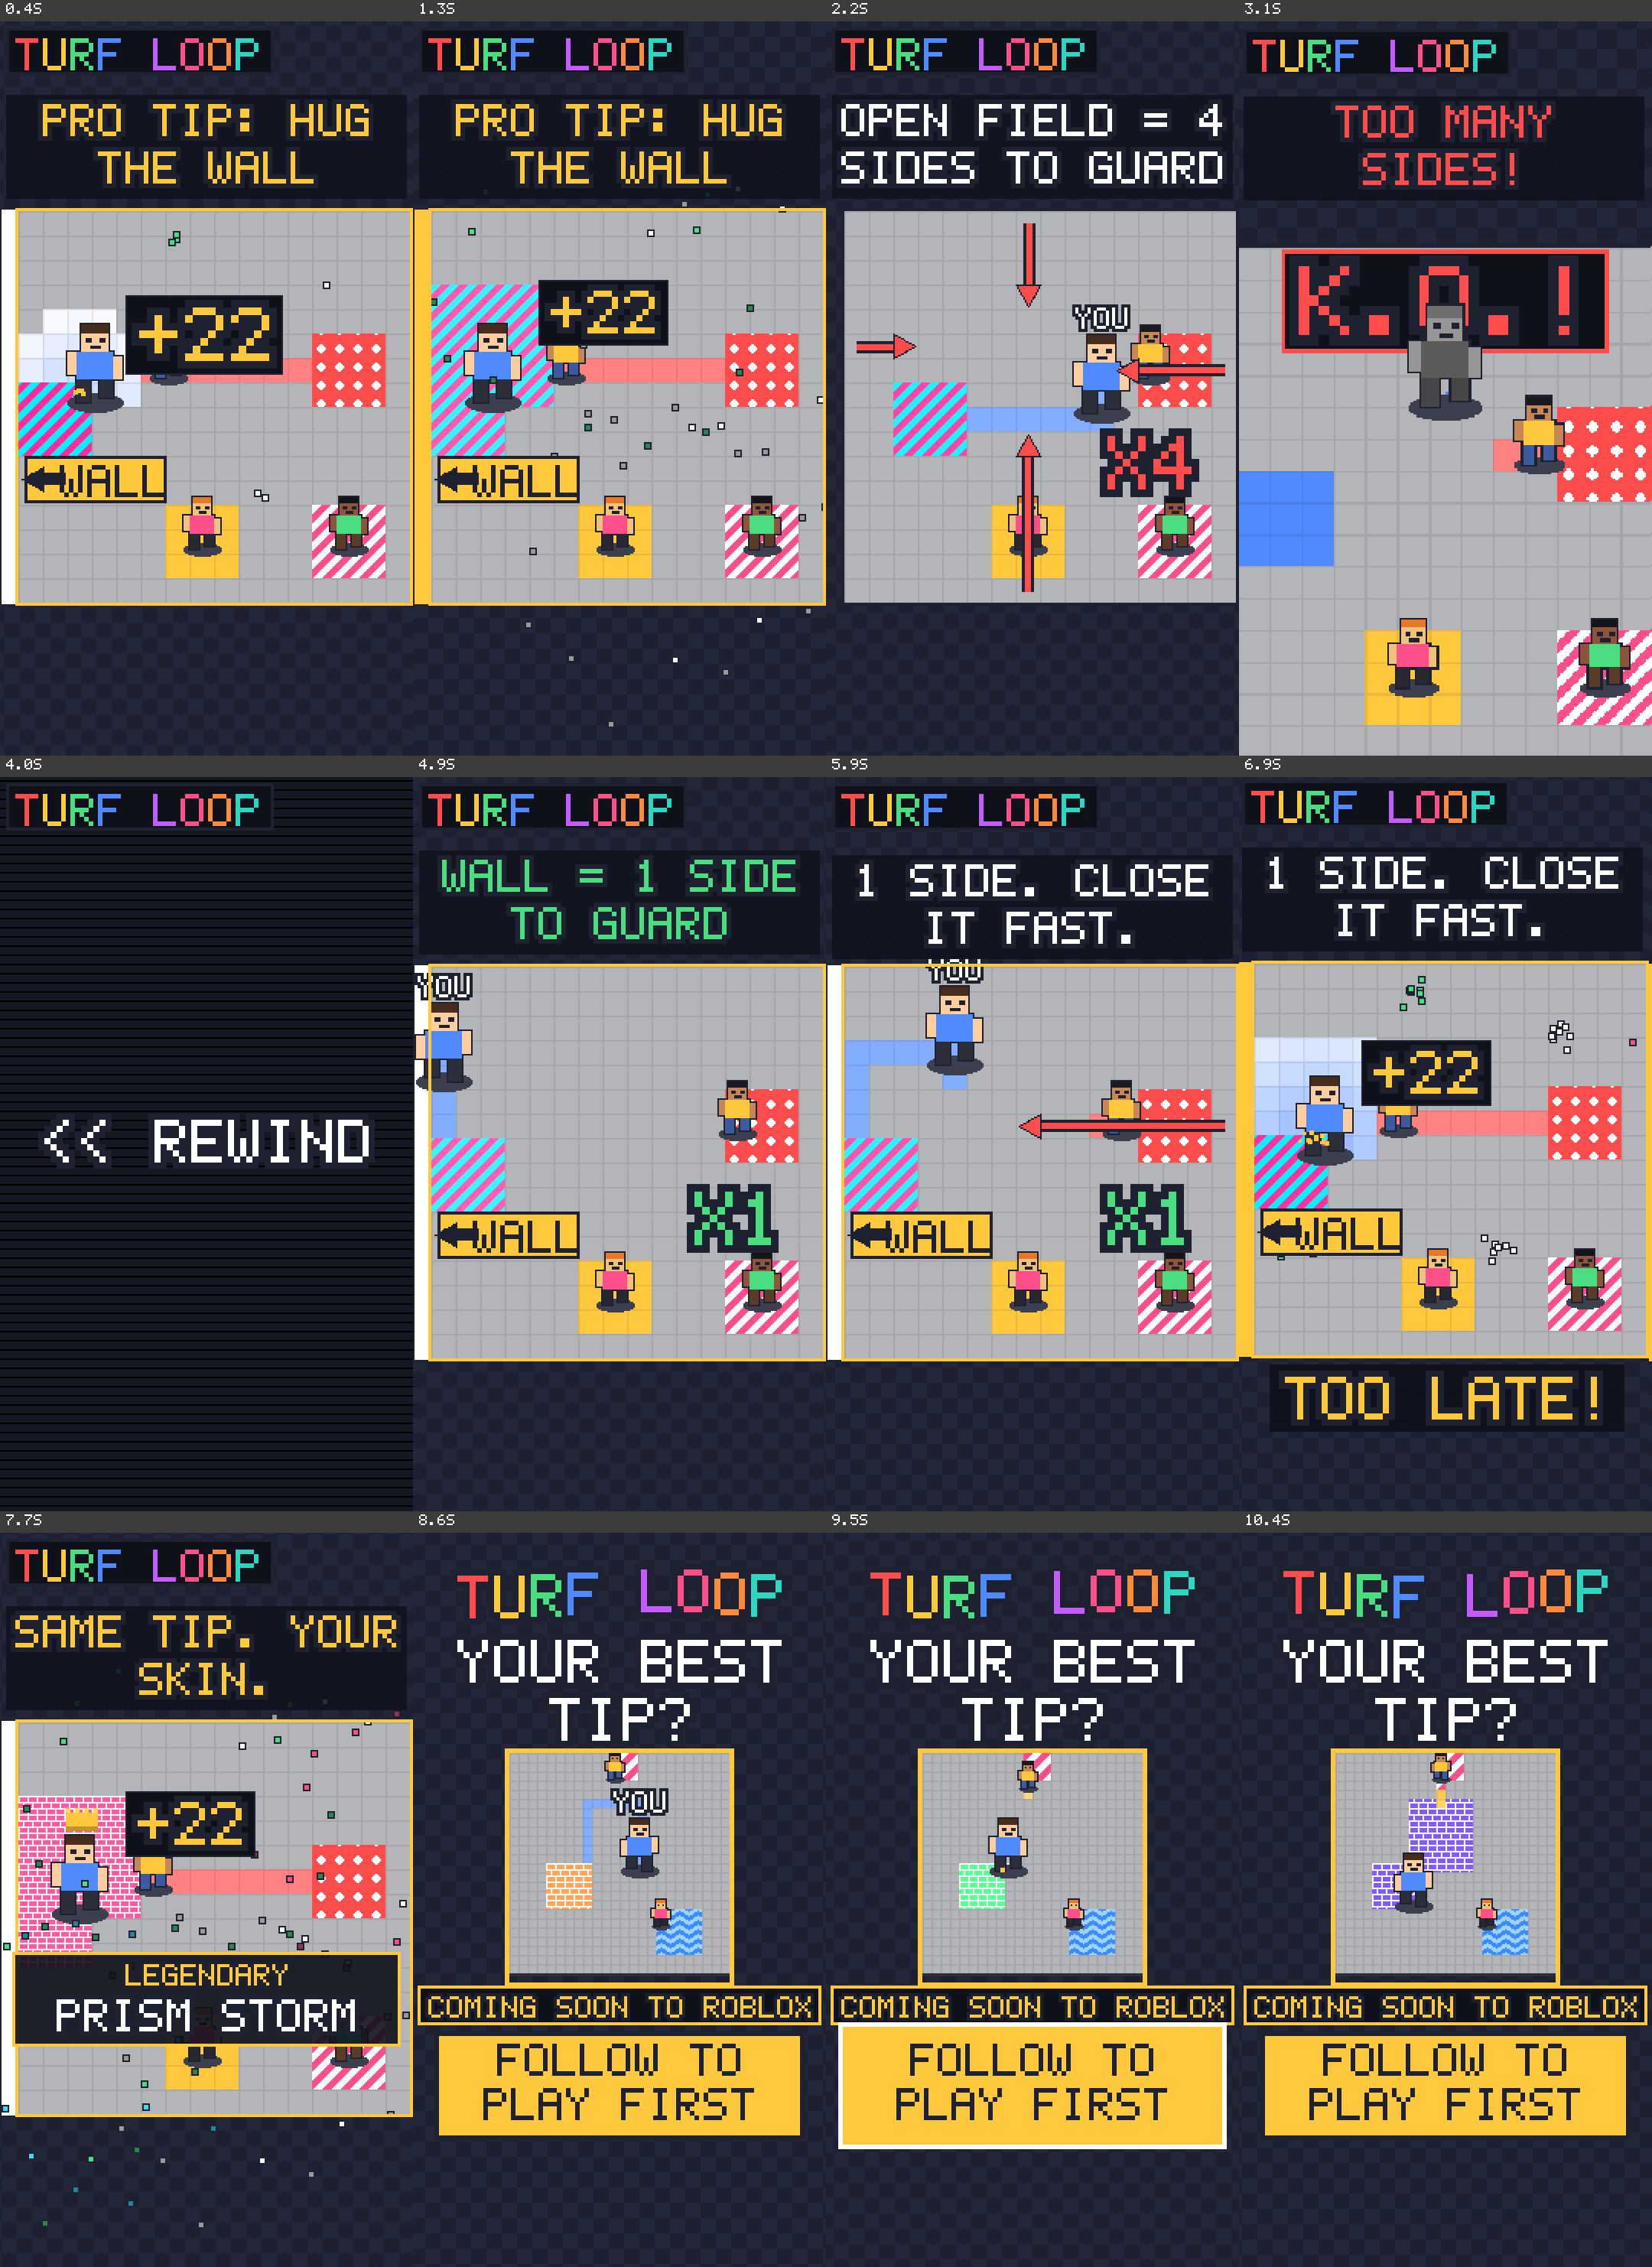 0.4S
1.3S
2.2S
3.1S
TURF LOOP
TURF LOOP
TURF LOOP
TURF LOOP
PRO TIP: HUG
THE WALL
PRO TIP: HUG
THE WALL
OPEN FIELD = 4
SIDES TO GUARD
TOO MANY
SIDES!
+22
+22
YOU
K.O.!
WALL
WALL
X4
4.0S
4.9S
5.9S
6.9S
TURF LOOP
TURF LOOP
TURF LOOP
TURF LOOP
WALL = 1 SIDE
TO GUARD
1 SIDE. CLOSE
IT FAST.
1 SIDE. CLOSE
IT FAST.
<< REWIND
YOU
YOU
+22
X1
X1
WALL
WALL
WALL
TOO LATE!
7.7S
8.6S
9.5S
10.4S
TURF LOOP
TURF LOOP
TURF LOOP
TURF LOOP
SAME TIP. YOUR
SKIN.
YOUR BEST
TIP?
YOUR BEST
TIP?
YOUR BEST
TIP?
+22
YOU
LEGENDARY
PRISM STORM
COMING SOON TO ROBLOX
COMING SOON TO ROBLOX
COMING SOON TO ROBLOX
FOLLOW TO
PLAY FIRST
FOLLOW TO
PLAY FIRST
FOLLOW TO
PLAY FIRST